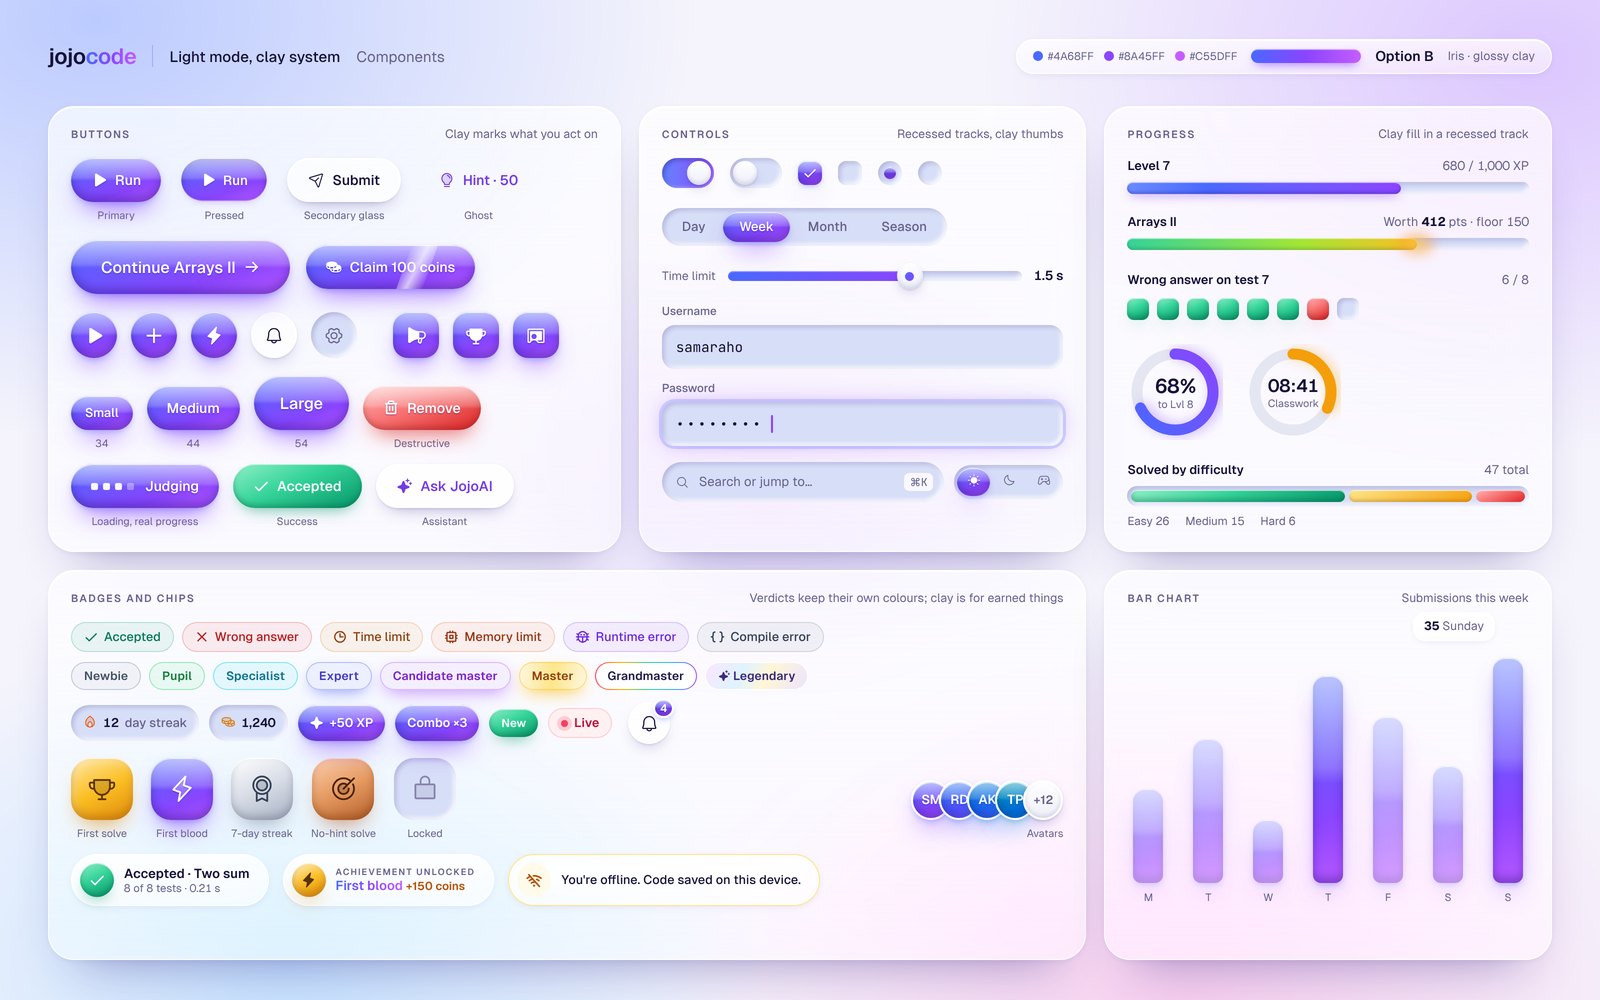 jojocode Light mode, clay system Components
#4A68FF #8A45FF #C55DFF Option B Iris · glossy clay
BUTTONS Clay marks what you act on
Run Run Submit Hint · 50
Primary Pressed Secondary glass Ghost
Continue Arrays II → Claim 100 coins
Small Medium Large Remove
34 44 54 Destructive
Judging Accepted Ask JojoAI
Loading, real progress Success Assistant
CONTROLS Recessed tracks, clay thumbs
Day Week Month Season
Time limit 1.5 s
Username
samaraho
Password
••••••••
Search or jump to... ⌘K
PROGRESS Clay fill in a recessed track
Level 7 680 / 1,000 XP
Arrays II Worth 412 pts · floor 150
Wrong answer on test 7 6 / 8
68% 08:41
to Lvl 8 Classwork
Solved by difficulty 47 total
Easy 26 Medium 15 Hard 6
BADGES AND CHIPS Verdicts keep their own colours; clay is for earned things
Accepted Wrong answer Time limit Memory limit Runtime error {} Compile error
Newbie Pupil Specialist Expert Candidate master Master Grandmaster Legendary
12 day streak 1,240 +50 XP Combo ×3 New Live 4
SM RD AK TP +12
First solve First blood 7-day streak No-hint solve Locked Avatars
Accepted · Two sum
8 of 8 tests · 0.21 s
ACHIEVEMENT UNLOCKED
First blood +150 coins
You're offline. Code saved on this device.
BAR CHART Submissions this week
35 Sunday
M T W T F S S